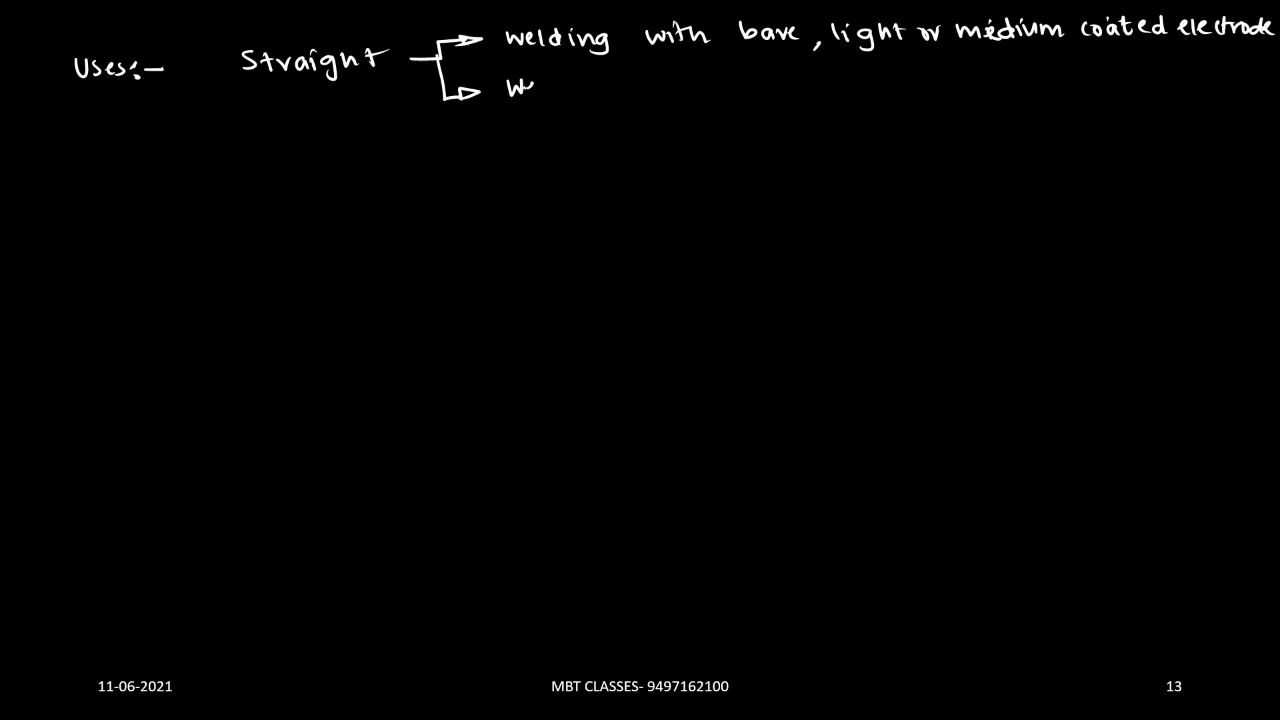 Uses:- Straight → welding with bare, light or medium coated electrode
→ W
11-06-2021 MBT CLASSES- 9497162100 13